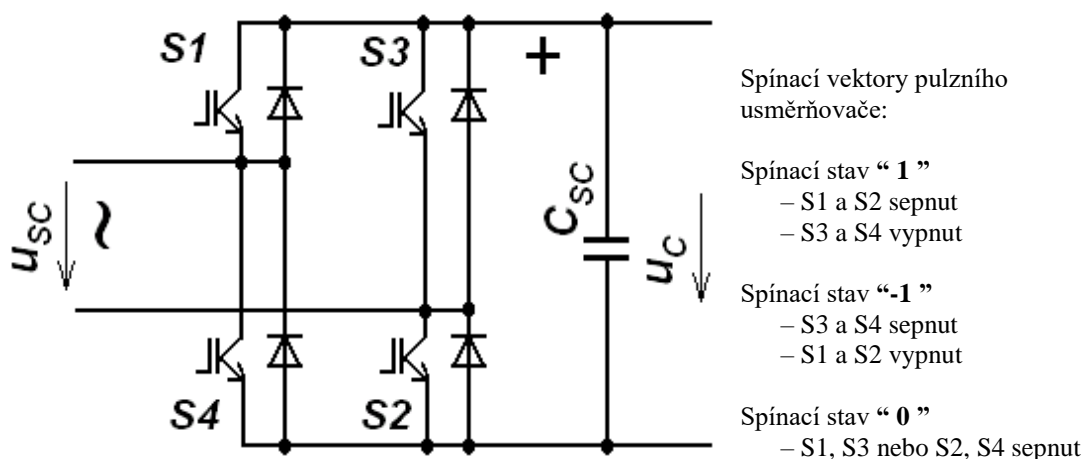 S1
S3
+
~
u_SC
C_SC
u_C
S4
S2
Spínací vektory pulzního
usměrňovače:
Spínací stav “ 1 ”
– S1 a S2 sepnut
– S3 a S4 vypnut
Spínací stav “-1 ”
– S3 a S4 sepnut
– S1 a S2 vypnut
Spínací stav “ 0 ”
– S1, S3 nebo S2, S4 sepnut